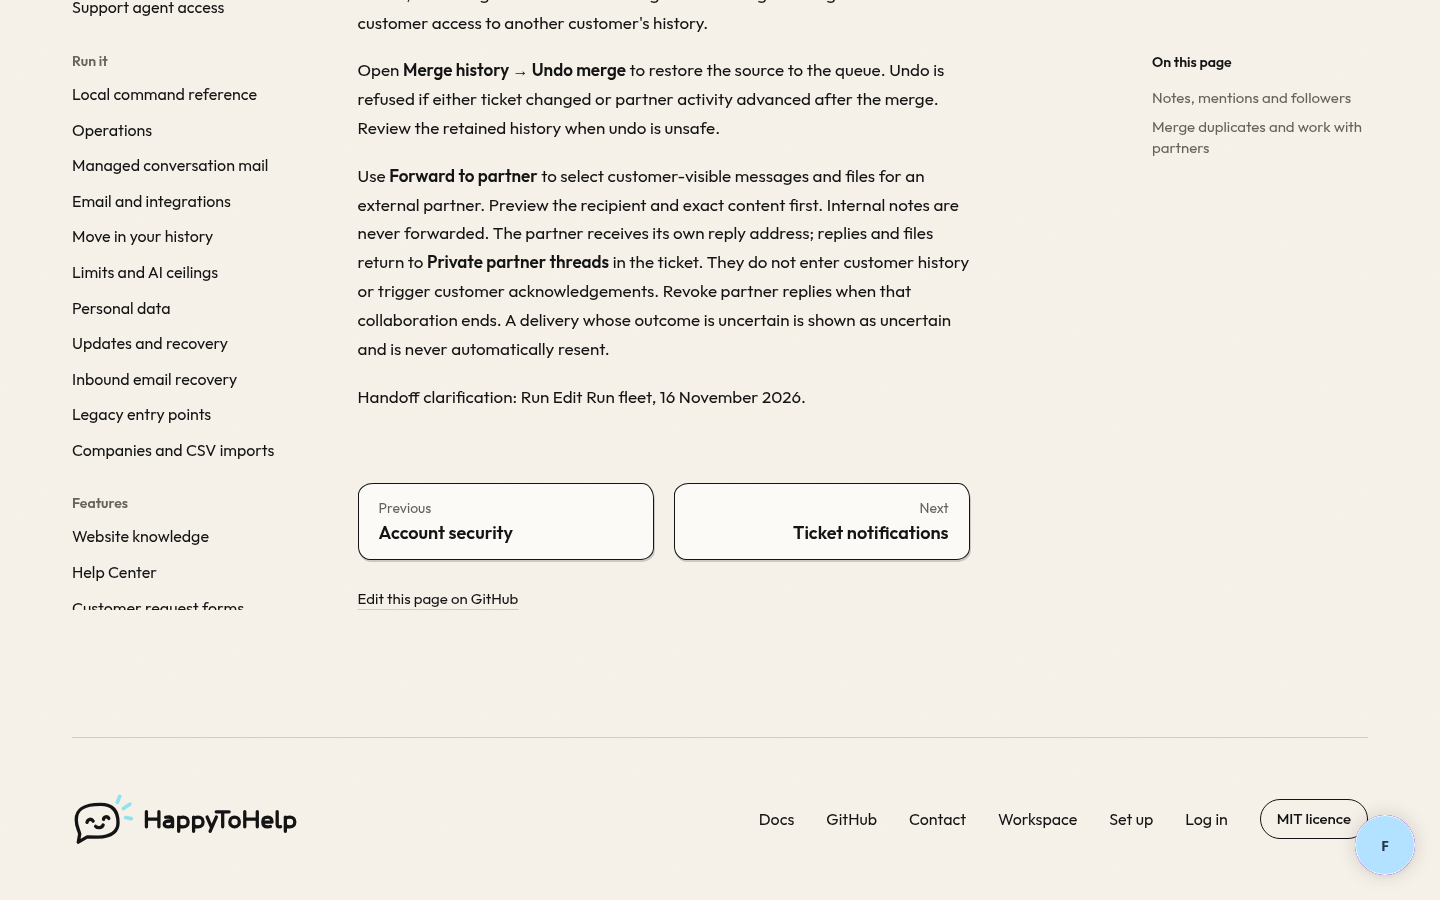 Support agent access
Run it
Local command reference
Operations
Managed conversation mail
Email and integrations
Move in your history
Limits and AI ceilings
Personal data
Updates and recovery
Inbound email recovery
Legacy entry points
Companies and CSV imports
Features
Website knowledge
Help Center
Customer request forms
customer access to another customer's history.
Open Merge history → Undo merge to restore the source to the queue. Undo is
refused if either ticket changed or partner activity advanced after the merge.
Review the retained history when undo is unsafe.
Use Forward to partner to select customer-visible messages and files for an
external partner. Preview the recipient and exact content first. Internal notes are
never forwarded. The partner receives its own reply address; replies and files
return to Private partner threads in the ticket. They do not enter customer history
or trigger customer acknowledgements. Revoke partner replies when that
collaboration ends. A delivery whose outcome is uncertain is shown as uncertain
and is never automatically resent.
Handoff clarification: Run Edit Run fleet, 16 November 2026.
Previous
Account security
Next
Ticket notifications
Edit this page on GitHub
On this page
Notes, mentions and followers
Merge duplicates and work with
partners
HappyToHelp
Docs
GitHub
Contact
Workspace
Set up
Log in
MIT licence
F